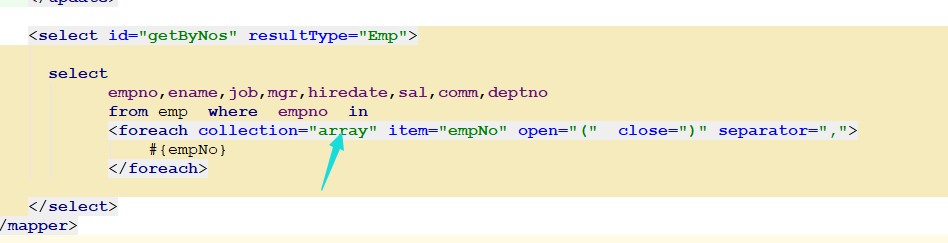 </update>
<select id="getByNos" resultType="Emp">
select
empno,ename,job,mgr,hiredate,sal,comm,deptno
from emp  where  empno  in
<foreach collection="array" item="empNo" open="("  close=")" separator=",">
#{empNo}
</foreach>
</select>
/mapper>